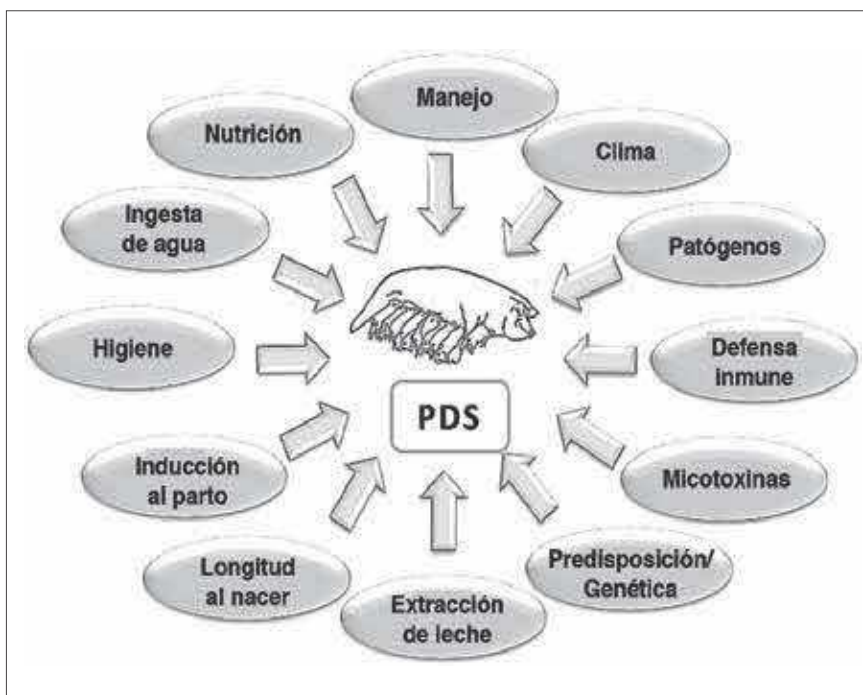 Manejo
Nutrición
Clima
Ingesta
de agua
Patógenos
Higiene
Defensa
inmune
PDS
Inducción
al parto
Micotoxinas
Longitud
al nacer
Predisposición/
Genética
Extracción
de leche